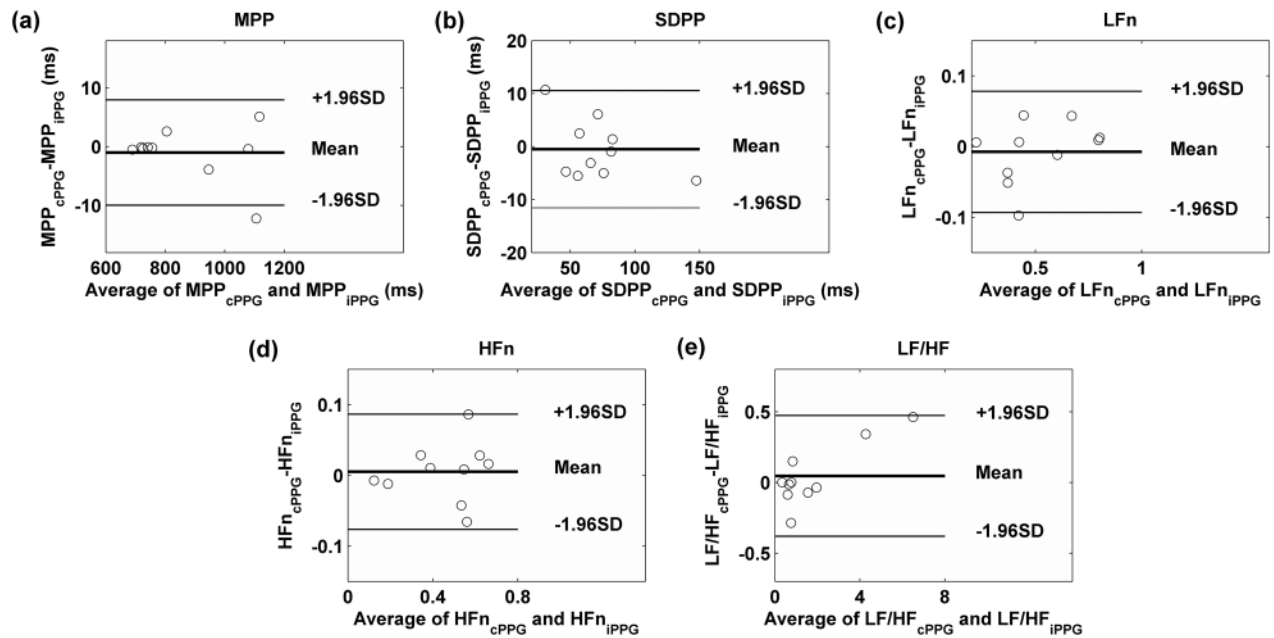 (a)
MPP
MPPcPPG-MPPiPPG (ms)
10
0
-10
+1.96SD
Mean
-1.96SD
600 800 1000 1200
Average of MPPcPPG and MPPiPPG (ms)
(b)
SDPP
SDPPcPPG-SDPPiPPG (ms)
20
10
0
-10
-20
+1.96SD
Mean
-1.96SD
50 100 150
Average of SDPPcPPG and SDPPiPPG (ms)
(c)
LFn
LFncPPG-LFniPPG
0.1
0
-0.1
+1.96SD
Mean
-1.96SD
0.5 1
Average of LFncPPG and LFniPPG
(d)
HFn
HFncPPG-HFniPPG
0.1
0
-0.1
+1.96SD
Mean
-1.96SD
0 0.4 0.8
Average of HFncPPG and HFniPPG
(e)
LF/HF
LF/HFcPPG-LF/HFiPPG
0.5
0
-0.5
+1.96SD
Mean
-1.96SD
0 4 8
Average of LF/HFcPPG and LF/HFiPPG